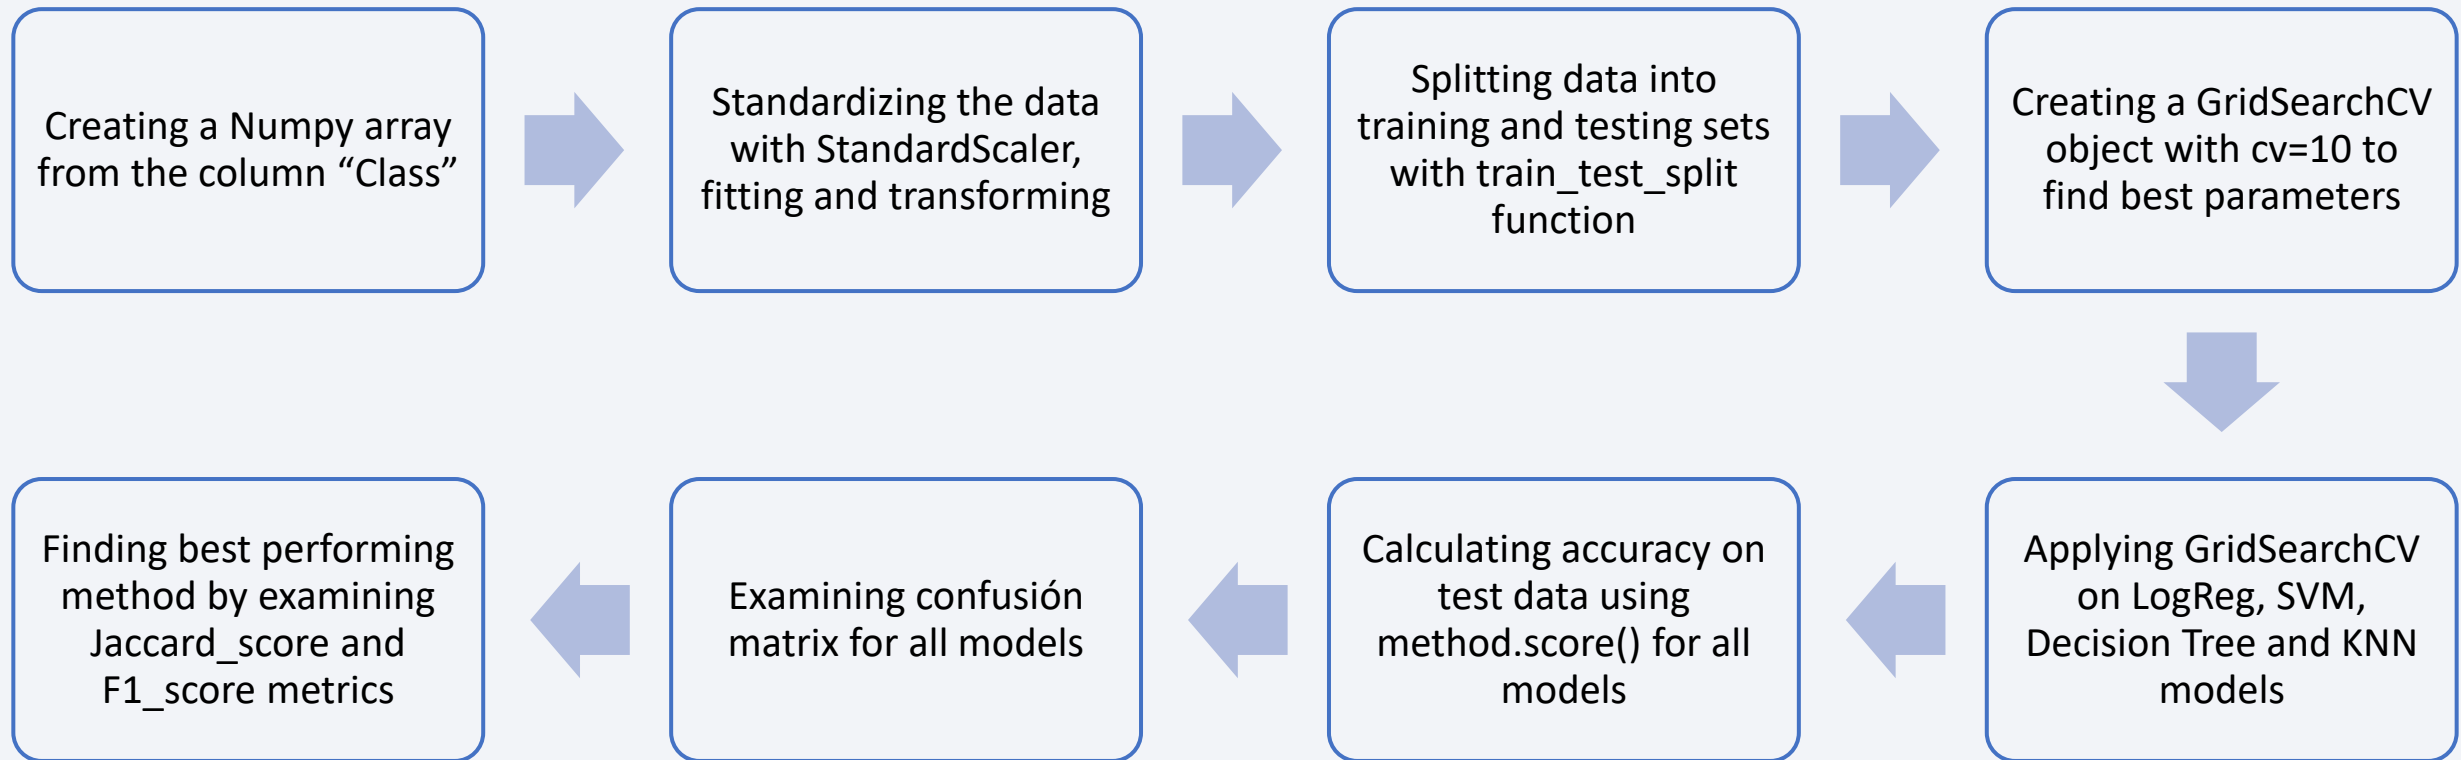 Creating a Numpy array
from the column “Class”
Standardizing the data
with StandardScaler,
fitting and transforming
Splitting data into
training and testing sets
with train_test_split
function
Creating a GridSearchCV
object with cv=10 to
find best parameters
Applying GridSearchCV
on LogReg, SVM,
Decision Tree and KNN
models
Calculating accuracy on
test data using
method.score() for all
models
Examining confusión
matrix for all models
Finding best performing
method by examining
Jaccard_score and
F1_score metrics